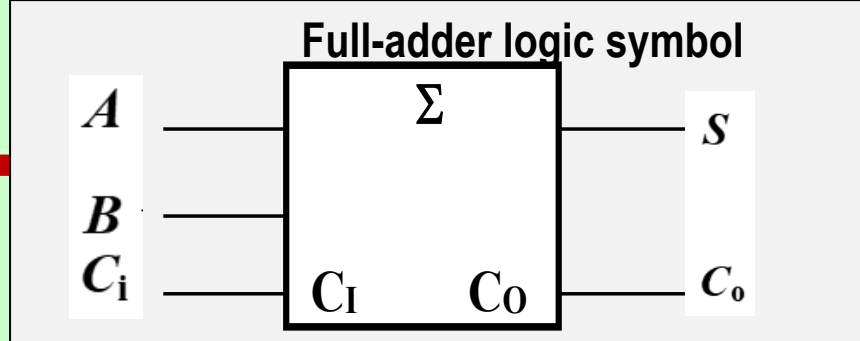 Full-adder logic symbol
Σ
A
S
B
Ci
CI
CO
Co